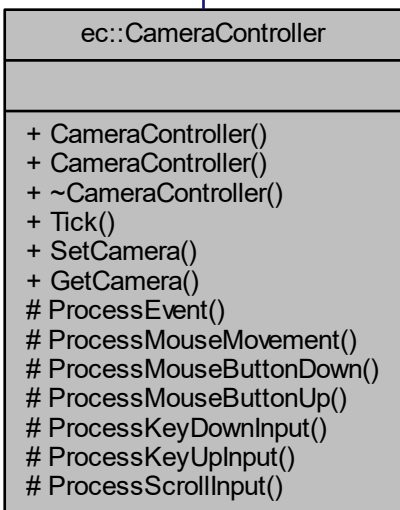 ec::CameraController
+ CameraController()
+ CameraController()
+ ~CameraController()
+ Tick()
+ SetCamera()
+ GetCamera()
# ProcessEvent()
# ProcessMouseMovement()
# ProcessMouseButtonDown()
# ProcessMouseButtonUp()
# ProcessKeyDownInput()
# ProcessKeyUpInput()
# ProcessScrollInput()